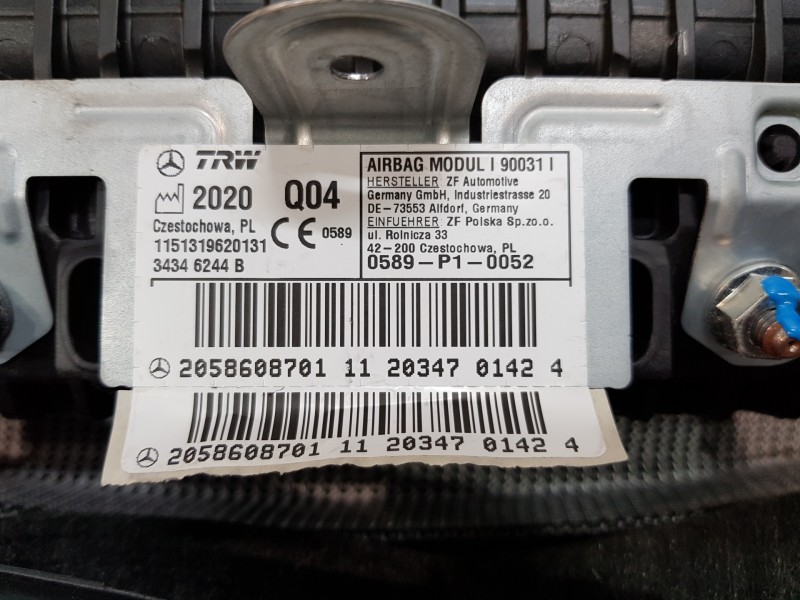 TRW
2020 Q04
Czestochowa, PL
1151319620131
CE 0589
3434 6244 B
AIRBAG MODUL I 90031 I
HERSTELLER: ZF Automotive
Germany GmbH, Industriestrasse 20
DE-73553 Alfdorf, Germany
EINFUEHRER: ZF Polska Sp.zo.o.
ul. Rolnicza 33
42-200 Czestochowa, PL
0589-P1-0052
2058608701 11 20347 0142 4
2058608701 11 20347 0142 4